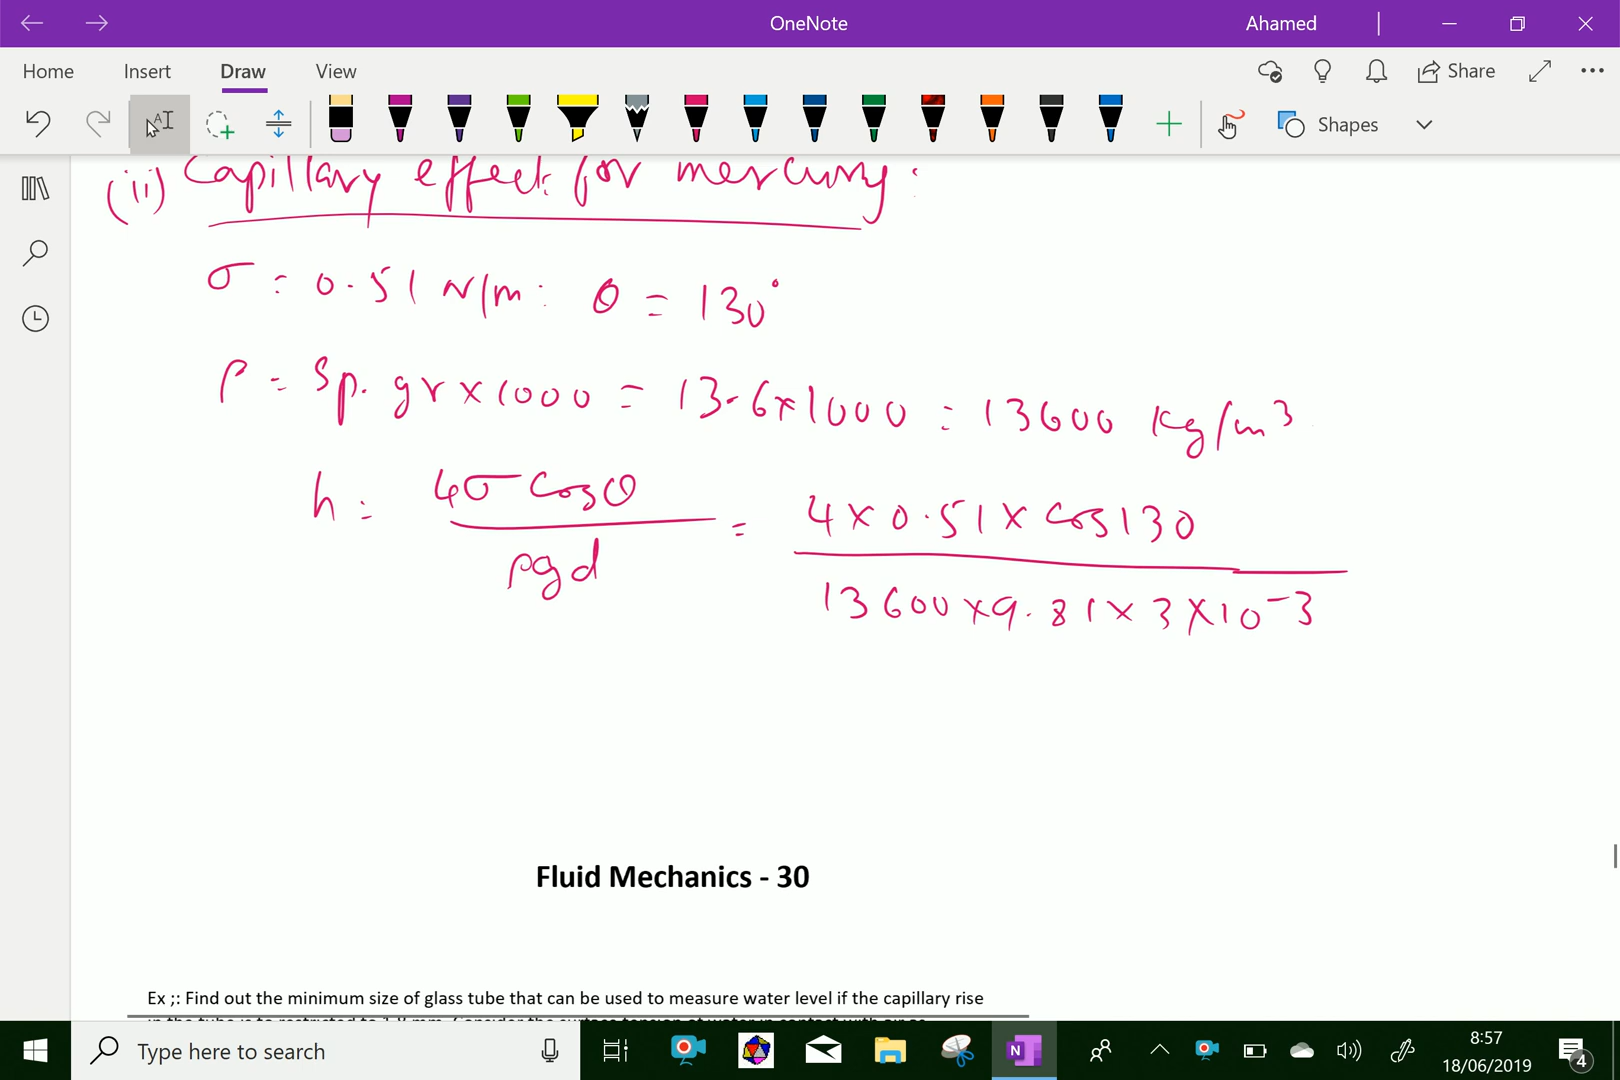 OneNote
Ahamed
Home Insert Draw View
Share
Shapes
(ii) Capillary effect for mercury :
σ = 0.51 N/m : θ = 130°
ρ = Sp. gr x 1000 = 13.6 x 1000 = 13600 Kg/m³
h = 4σ cosθ / ρgd = 4 x 0.51 x cos130 / 13600 x 9.81 x 3 x 10⁻³
Fluid Mechanics - 30
Ex ;: Find out the minimum size of glass tube that can be used to measure water level if the capillary rise
Type here to search
8:57
18/06/2019
4